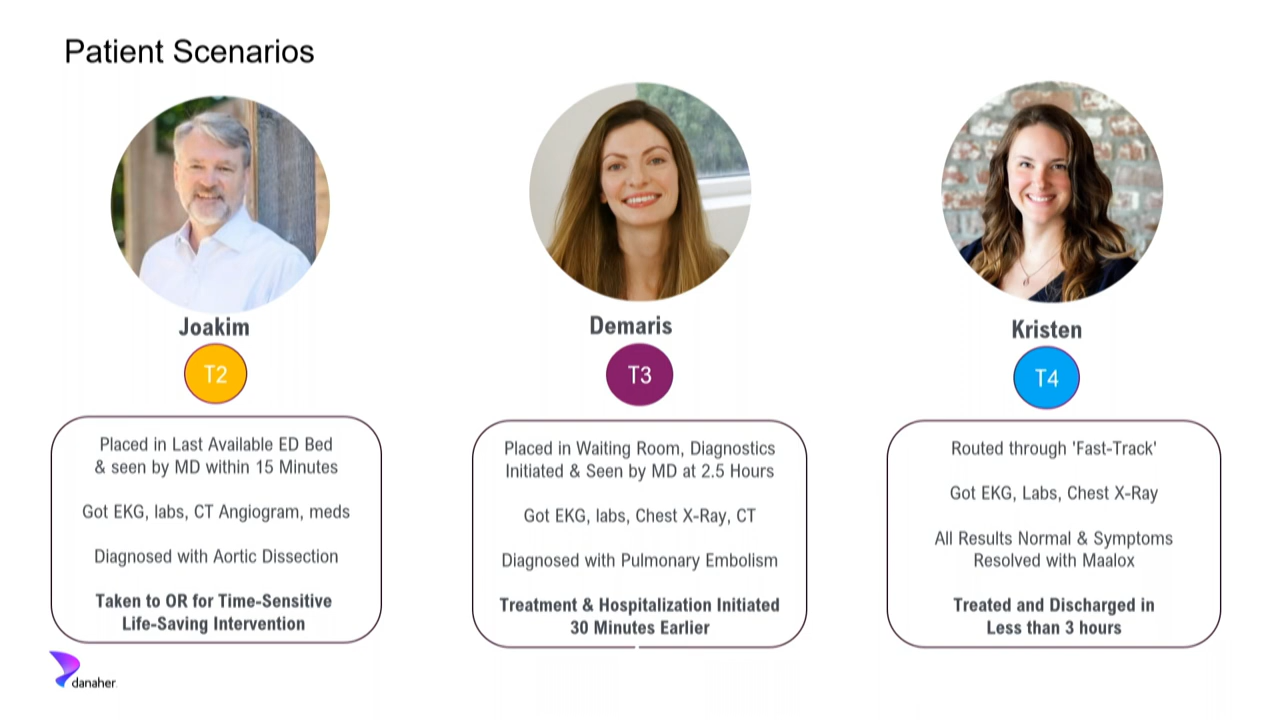 Patient Scenarios
Joakim
T2
Placed in Last Available ED Bed
& seen by MD within 15 Minutes
Got EKG, labs, CT Angiogram, meds
Diagnosed with Aortic Dissection
Taken to OR for Time-Sensitive
Life-Saving Intervention
Demaris
T3
Placed in Waiting Room, Diagnostics
Initiated & Seen by MD at 2.5 Hours
Got EKG, labs, Chest X-Ray, CT
Diagnosed with Pulmonary Embolism
Treatment & Hospitalization Initiated
30 Minutes Earlier
Kristen
T4
Routed through 'Fast-Track'
Got EKG, Labs, Chest X-Ray
All Results Normal & Symptoms
Resolved with Maalox
Treated and Discharged in
Less than 3 hours
danaher